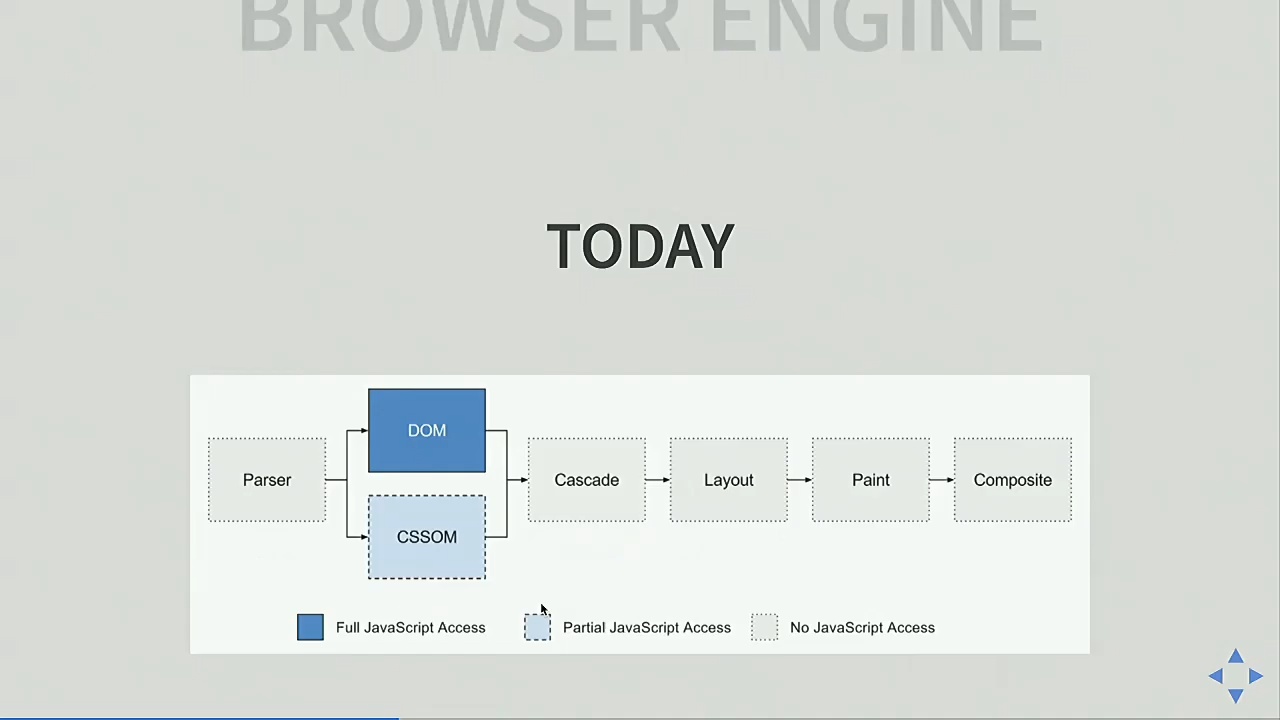 BROWSER ENGINE
TODAY
DOM
Parser
Cascade
Layout
Paint
Composite
CSSOM
Full JavaScript Access
Partial JavaScript Access
No JavaScript Access